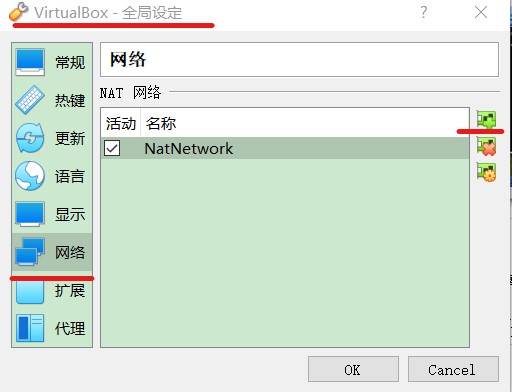 VirtualBox - 全局设定
?
常规
热键
更新
语言
显示
网络
扩展
代理
网络
NAT 网络
活动 名称
NatNetwork
OK
Cancel